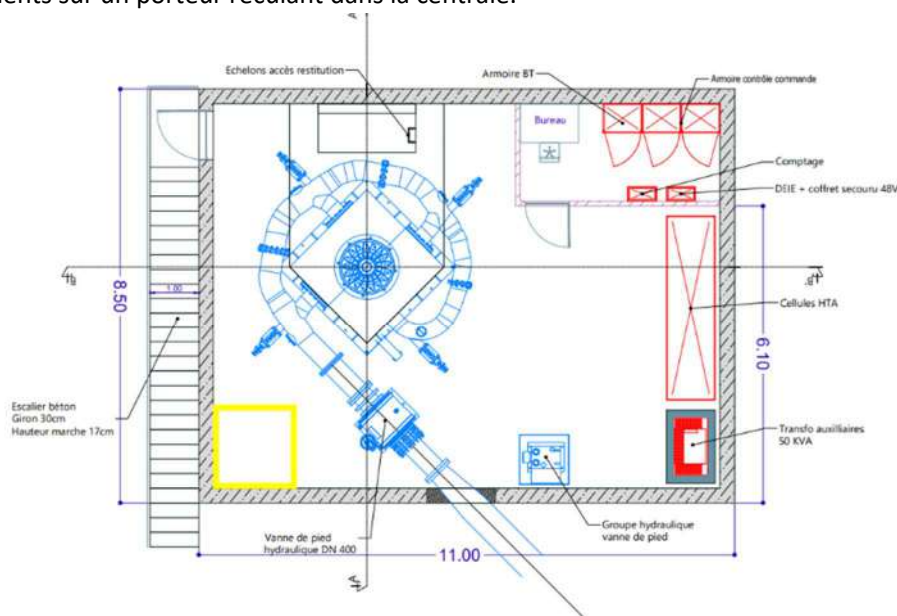 ents sur un porteur reculant dans la centrale.
A
Echelons accès restitution
Armoire BT
Armoire contrôle commande
Bureau
Comptage
DEIE + coffret secouru 48V
B
B
8.50
1.00
Cellules HTA
6.10
Escalier béton
Giron 30cm
Hauteur marche 17cm
Transfo auxilliaires
50 KVA
Vanne de pied
hydraulique DN 400
11.00
Groupe hydraulique
vanne de pied
A